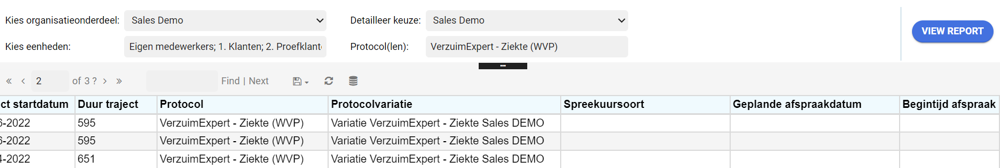 Kies organisatieonderdeel: Sales Demo Detailleer keuze: Sales Demo
VIEW REPORT
Kies eenheden: Eigen medewerkers; 1. Klanten; 2. Proefklant Protocol(len): VerzuimExpert - Ziekte (WVP)
« ‹ 2 of 3 ? › » Find | Next
ct startdatum Duur traject Protocol Protocolvariatie Spreekuursoort Geplande afspraakdatum Begintijd afspraak
6-2022 595 VerzuimExpert - Ziekte (WVP) Variatie VerzuimExpert - Ziekte Sales DEMO
6-2022 595 VerzuimExpert - Ziekte (WVP) Variatie VerzuimExpert - Ziekte Sales DEMO
4-2022 651 VerzuimExpert - Ziekte (WVP) Variatie VerzuimExpert - Ziekte Sales DEMO